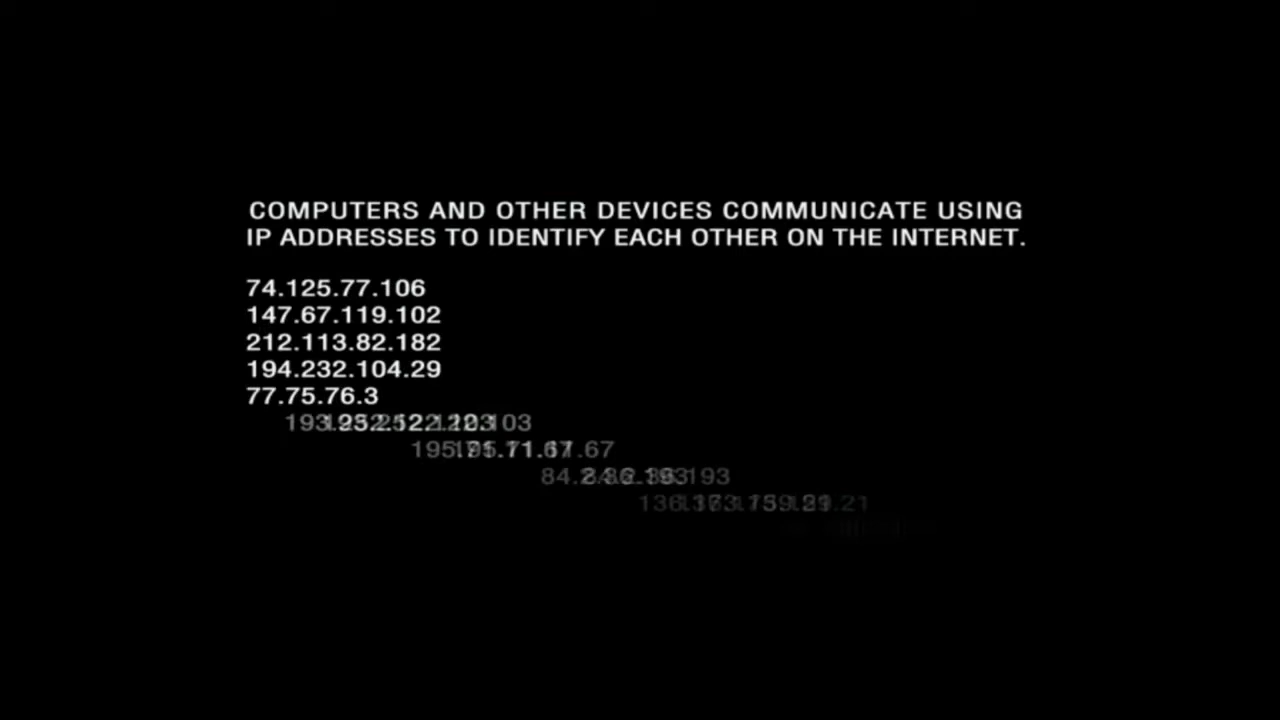 COMPUTERS AND OTHER DEVICES COMMUNICATE USING
IP ADDRESSES TO IDENTIFY EACH OTHER ON THE INTERNET.
74.125.77.106
147.67.119.102
212.113.82.182
194.232.104.29
77.75.76.3